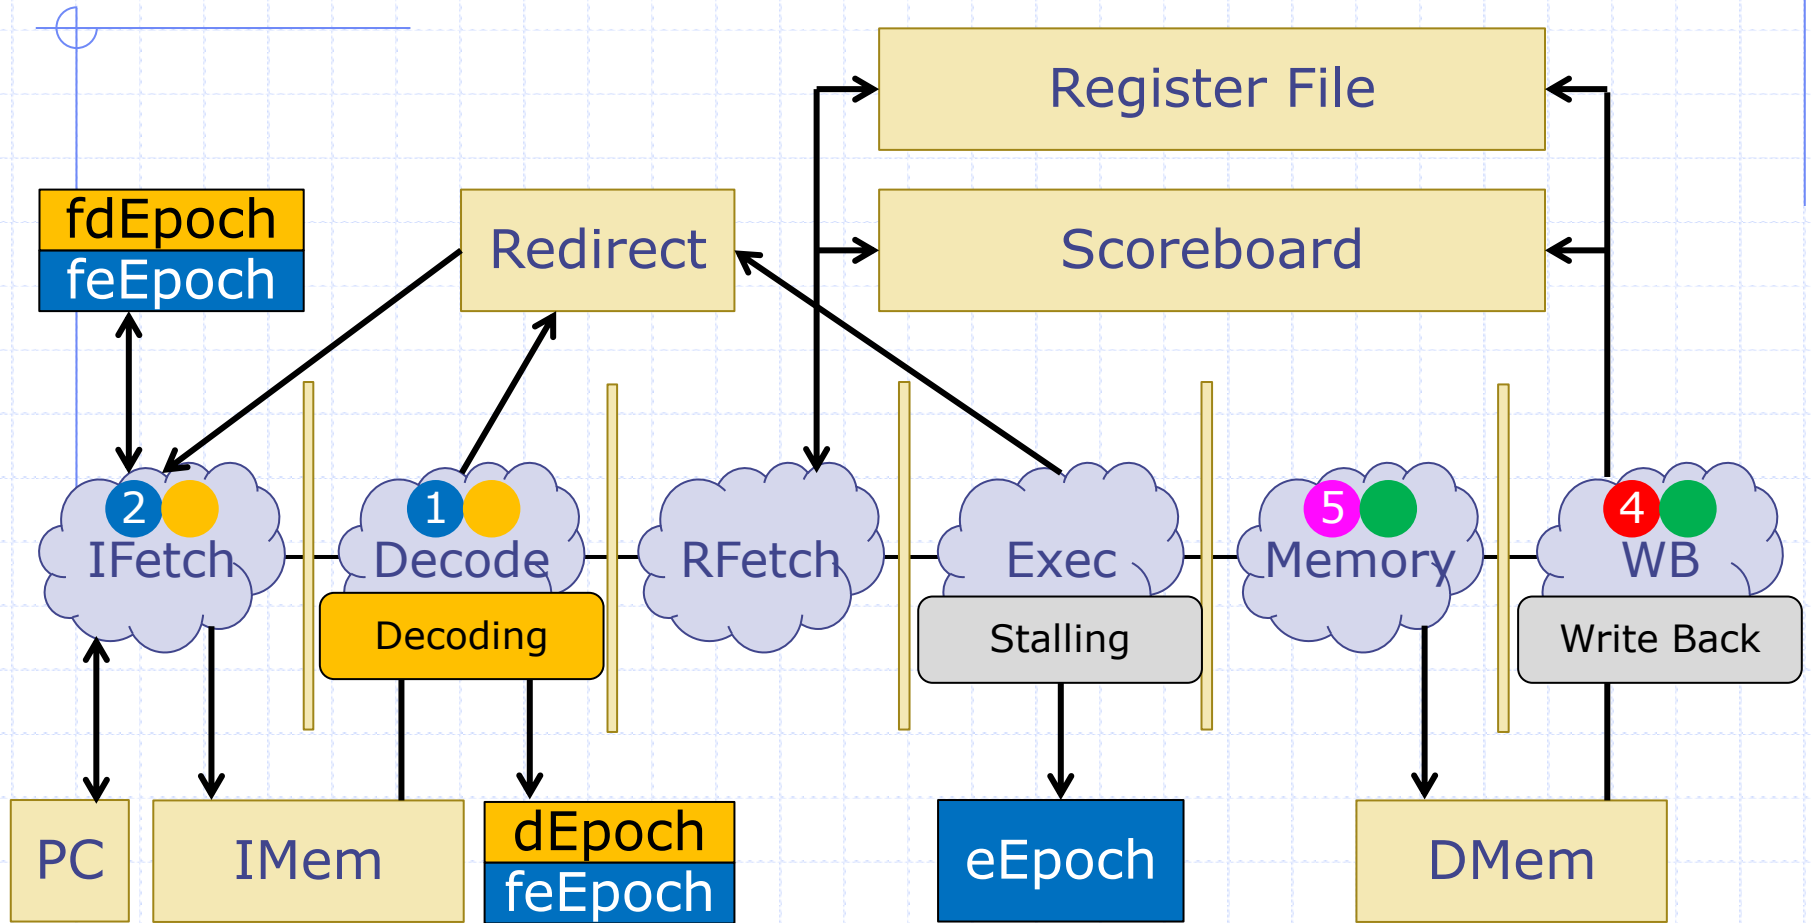 Register File
fdEpoch
feEpoch
Redirect
Scoreboard
2
1
5
4
IFetch
Decode
RFetch
Exec
Memory
WB
Decoding
Stalling
Write Back
PC
IMem
dEpoch
feEpoch
eEpoch
DMem